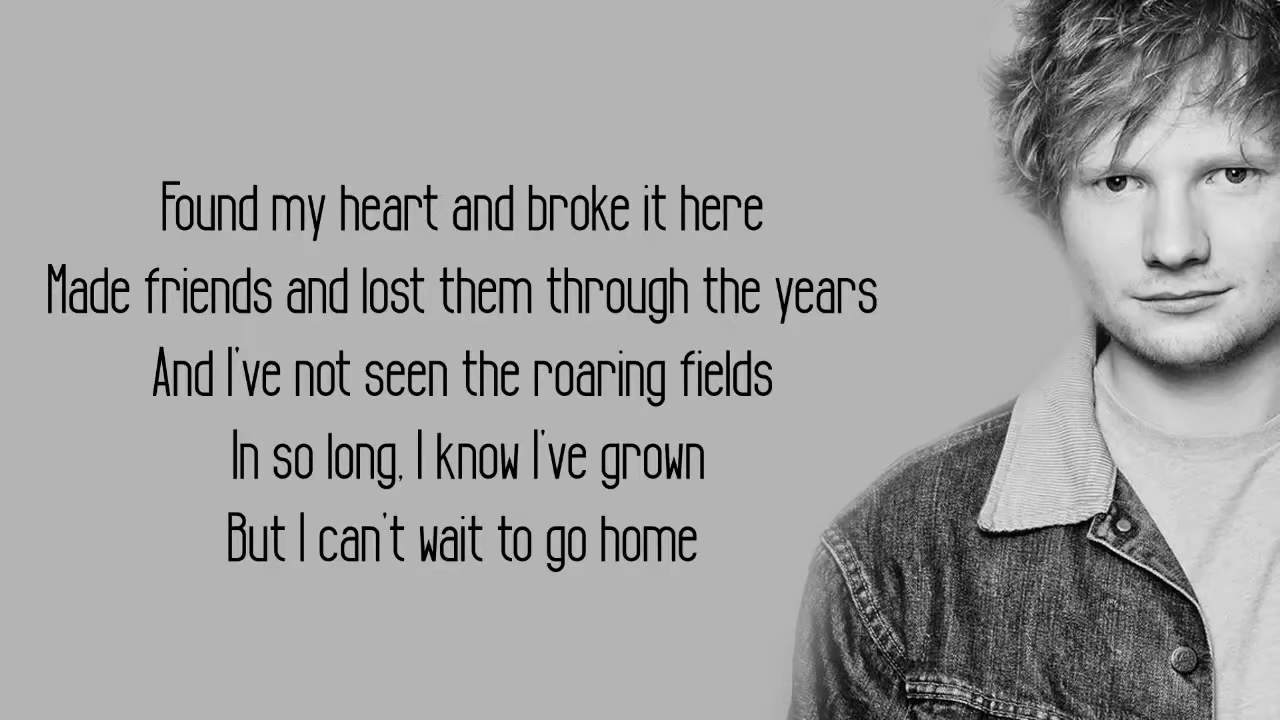 Found my heart and broke it here
Made friends and lost them through the years
And I've not seen the roaring fields
In so long, I know I've grown
But I can't wait to go home